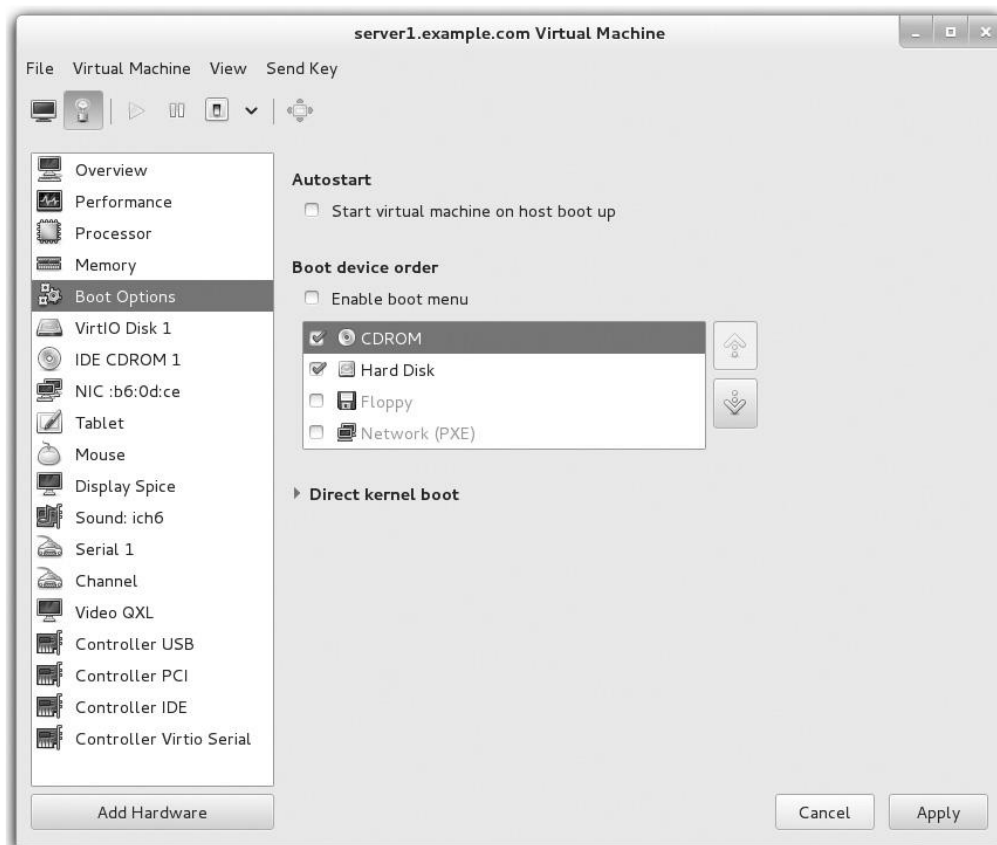 server1.example.com Virtual Machine
File Virtual Machine View Send Key
Overview
Performance
Processor
Memory
Boot Options
VirtIO Disk 1
IDE CDROM 1
NIC :b6:0d:ce
Tablet
Mouse
Display Spice
Sound: ich6
Serial 1
Channel
Video QXL
Controller USB
Controller PCI
Controller IDE
Controller Virtio Serial
Add Hardware
Autostart
Start virtual machine on host boot up
Boot device order
Enable boot menu
CDROM
Hard Disk
Floppy
Network (PXE)
Direct kernel boot
Cancel Apply